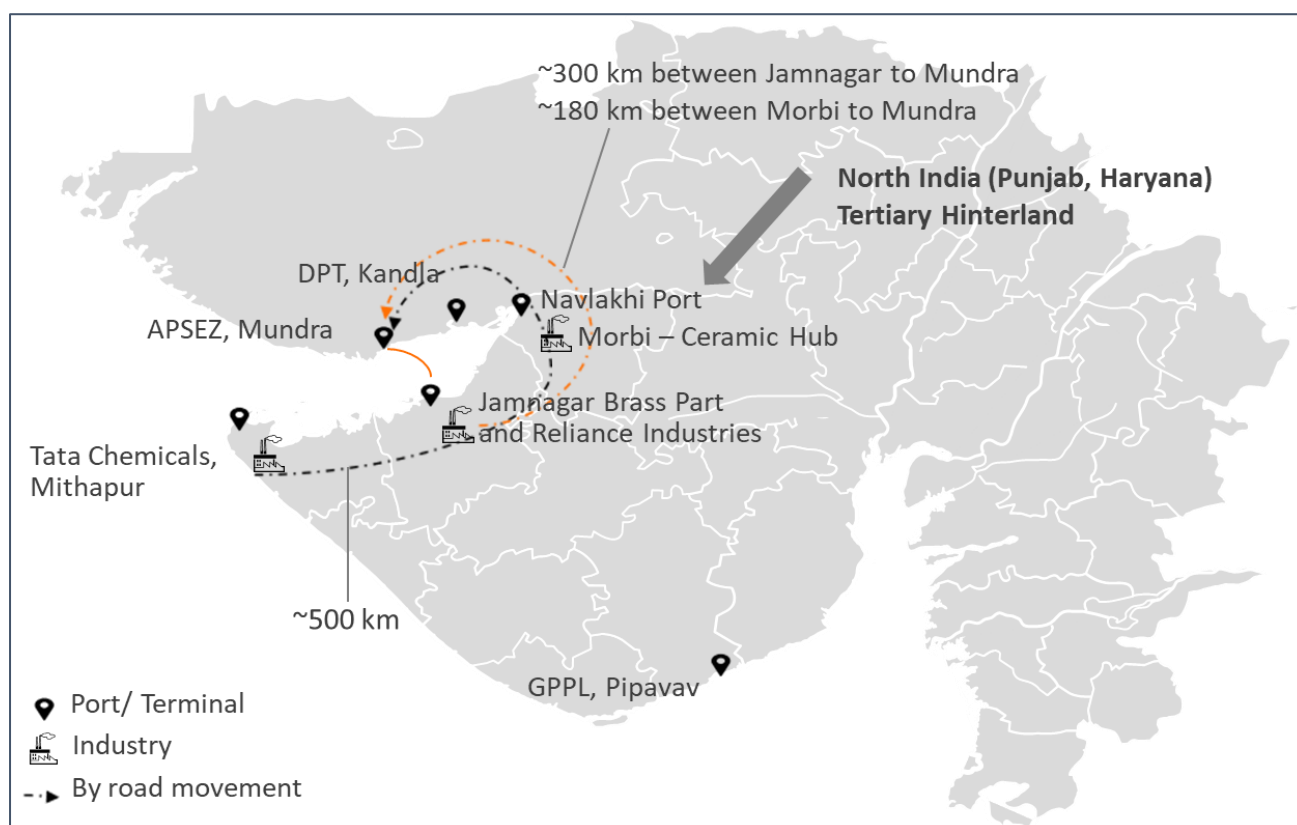 ~300 km between Jamnagar to Mundra
~180 km between Morbi to Mundra
North India (Punjab, Haryana)
Tertiary Hinterland
DPT, Kandla
Navlakhi Port
APSEZ, Mundra
Morbi – Ceramic Hub
Jamnagar Brass Part
and Reliance Industries
Tata Chemicals,
Mithapur
~500 km
GPPL, Pipavav
Port/ Terminal
Industry
By road movement